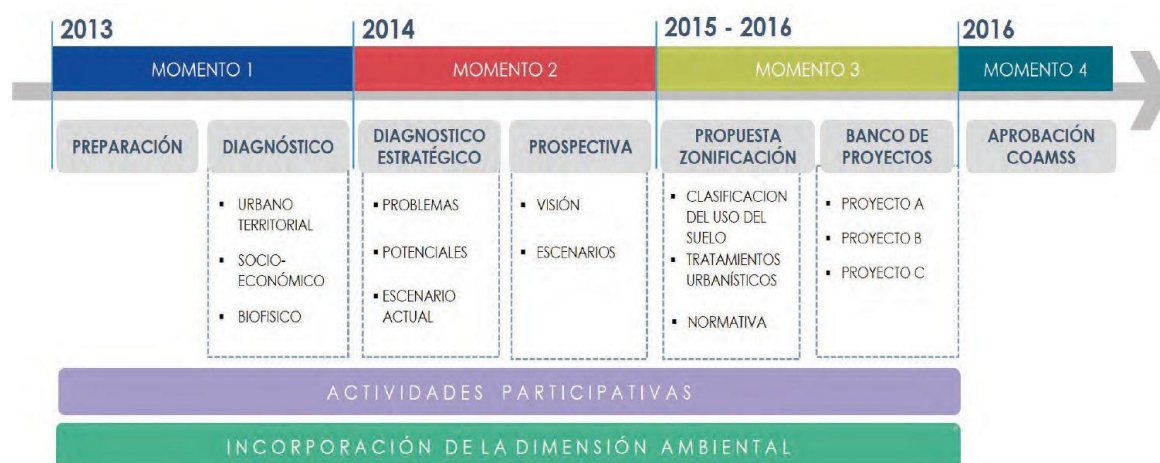 2013
2014
2015 - 2016
2016
MOMENTO 1
MOMENTO 2
MOMENTO 3
MOMENTO 4
PREPARACIÓN
DIAGNÓSTICO
▪ URBANO
TERRITORIAL
▪ SOCIO-
ECONÓMICO
▪ BIOFISICO
DIAGNOSTICO
ESTRATÉGICO
▪ PROBLEMAS
▪ POTENCIALES
▪ ESCENARIO
ACTUAL
PROSPECTIVA
▪ VISIÓN
▪ ESCENARIOS
PROPUESTA
ZONIFICACIÓN
▪ CLASIFICACION
DEL USO DEL
SUELO
▪ TRATAMIENTOS
URBANÍSTICOS
▪ NORMATIVA
BANCO DE
PROYECTOS
▪ PROYECTO A
▪ PROYECTO B
▪ PROYECTO C
APROBACIÓN
COAMSS
ACTIVIDADES PARTICIPATIVAS
INCORPORACIÓN DE LA DIMENSIÓN AMBIENTAL